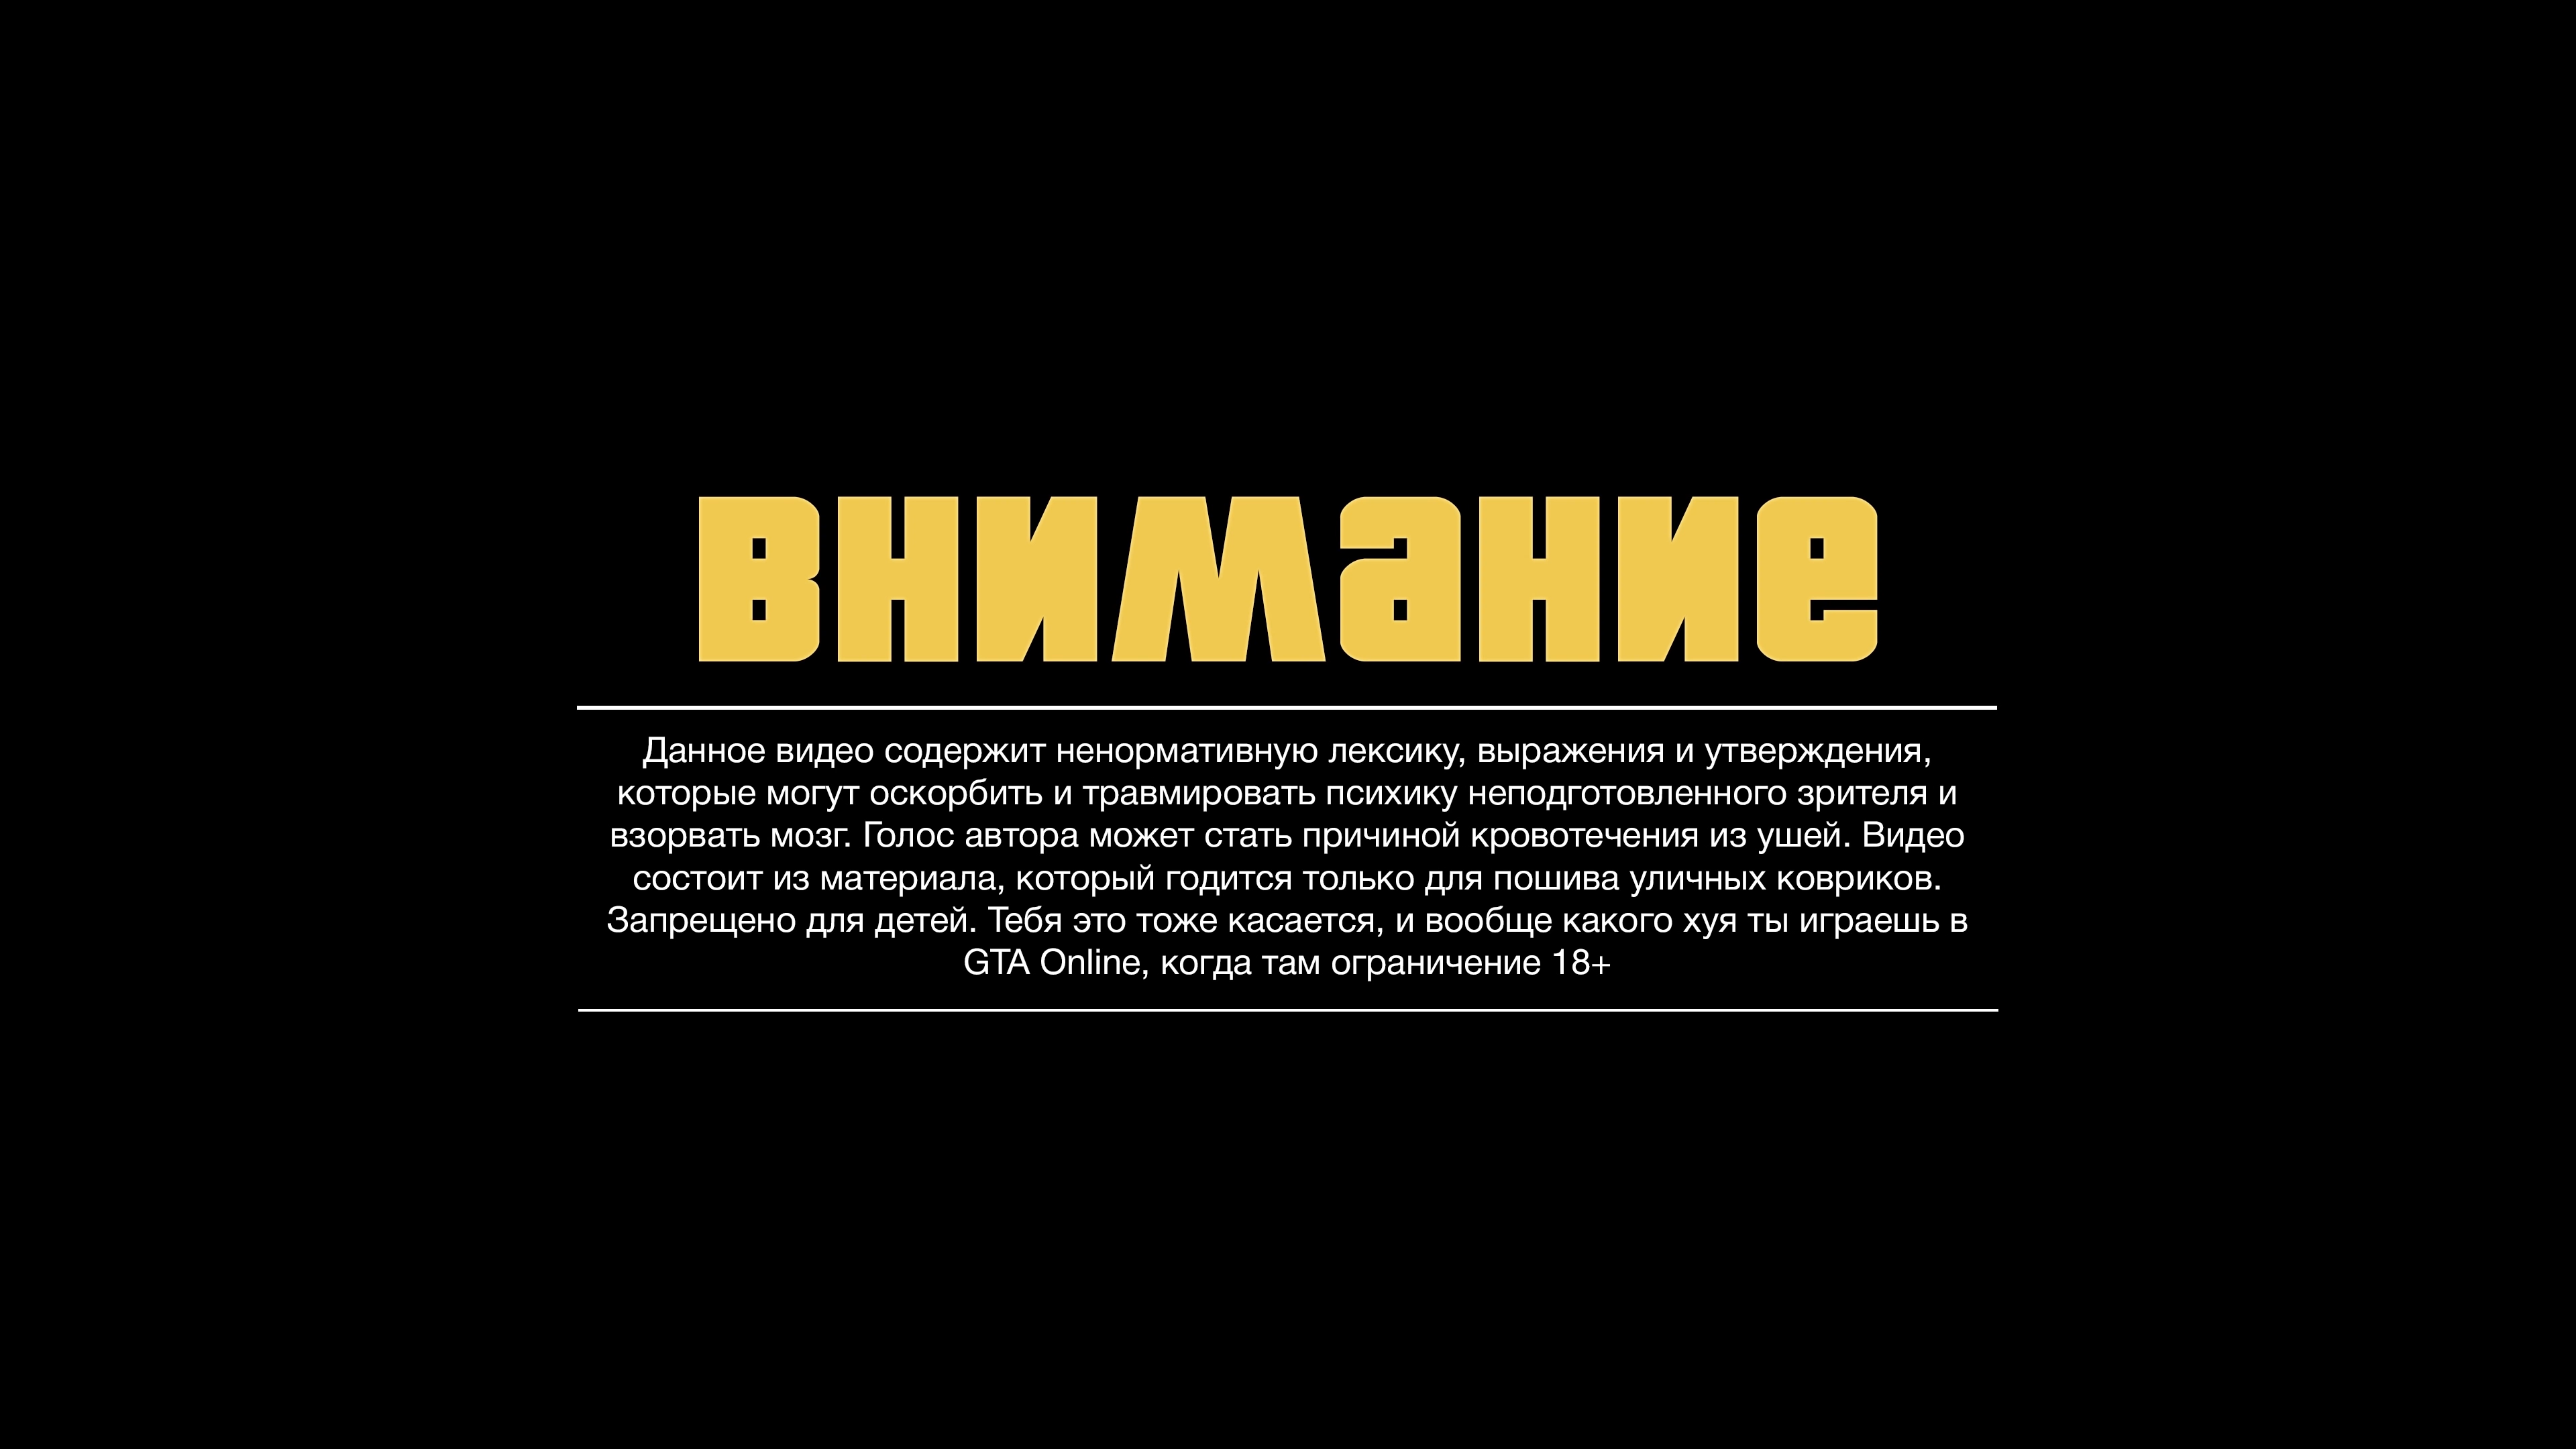 внимание
Данное видео содержит ненормативную лексику, выражения и утверждения,
которые могут оскорбить и травмировать психику неподготовленного зрителя и
взорвать мозг. Голос автора может стать причиной кровотечения из ушей. Видео
состоит из материала, который годится только для пошива уличных ковриков.
Запрещено для детей. Тебя это тоже касается, и вообще какого хуя ты играешь в
GTA Online, когда там ограничение 18+